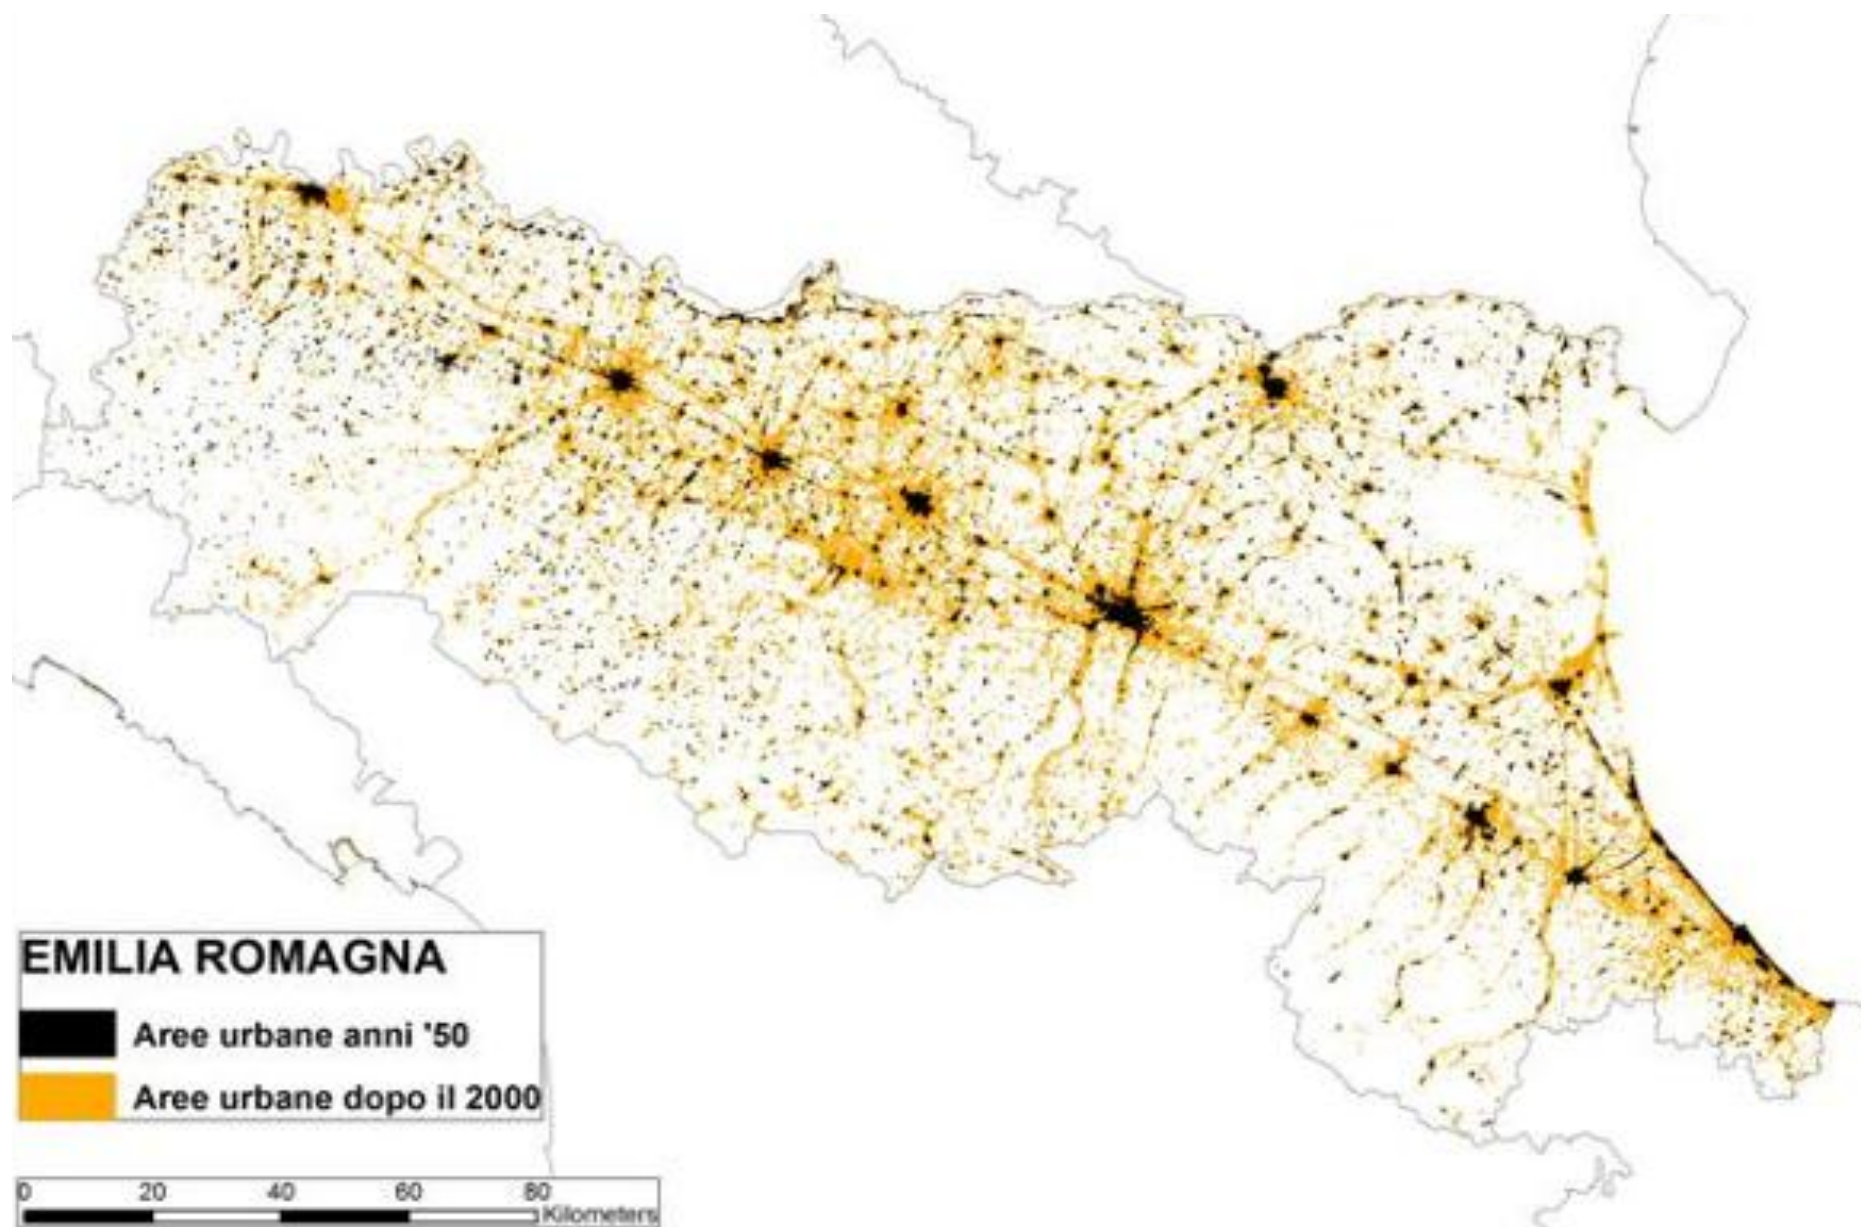 EMILIA ROMAGNA
Aree urbane anni '50
Aree urbane dopo il 2000
0 20 40 60 80
Kilometers